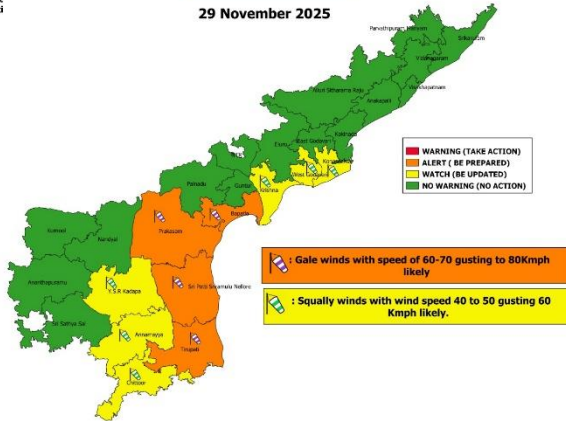 29 November 2025
Parvathipuram Manyam
Srikakulam
Vizianagaram
Visakhapatnam
Alluri Sitharama Raju
Anakapalli
Kakinada
East Godavari
Eluru
Konaseema
West Godavari
Krishna
Guntur
Palnadu
Bapatla
Prakasam
Kurnool
Nandyal
Ananthapuramu
Sri Sathya Sai
Y.S.R Kadapa
Sri Potti Sriramulu Nellore
Annamayya
Tirupati
Chittoor
WARNING (TAKE ACTION)
ALERT ( BE PREPARED)
WATCH (BE UPDATED)
NO WARNING (NO ACTION)
: Gale winds with speed of 60-70 gusting to 80Kmph
likely
: Squally winds with wind speed 40 to 50 gusting 60
Kmph likely.